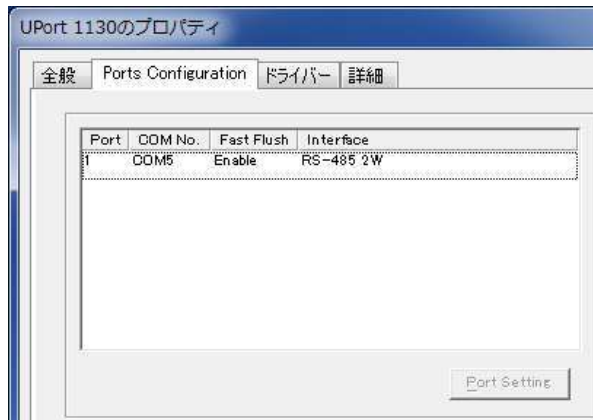 UPort 1130のプロパティ
全般 Ports Configuration ドライバー 詳細
Port COM No. Fast Flush Interface
1 COM5 Enable RS-485 2W
Port Setting